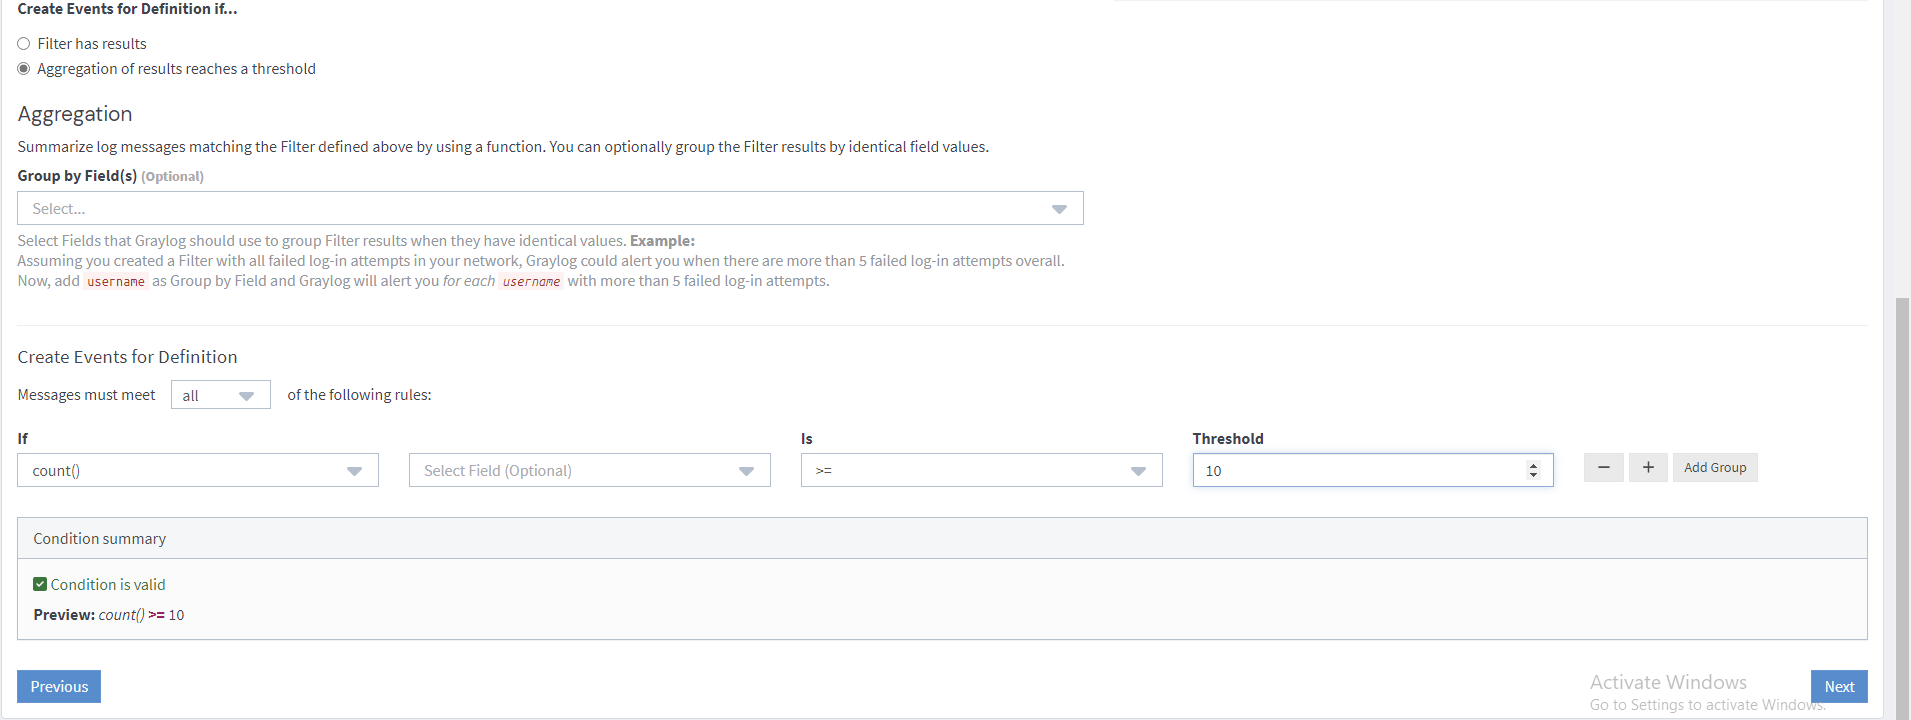 Create Events for Definition if...
Filter has results
Aggregation of results reaches a threshold
Aggregation
Summarize log messages matching the Filter defined above by using a function. You can optionally group the Filter results by identical field values.
Group by Field(s) (Optional)
Select...
Select Fields that Graylog should use to group Filter results when they have identical values. Example:
Assuming you created a Filter with all failed log-in attempts in your network, Graylog could alert you when there are more than 5 failed log-in attempts overall.
Now, add username as Group by Field and Graylog will alert you for each username with more than 5 failed log-in attempts.
Create Events for Definition
Messages must meet all of the following rules:
If Is Threshold
count() Select Field (Optional) >= 10 − + Add Group
Condition summary
Condition is valid
Preview: count() >= 10
Previous Next
Activate Windows
Go to Settings to activate Windows.